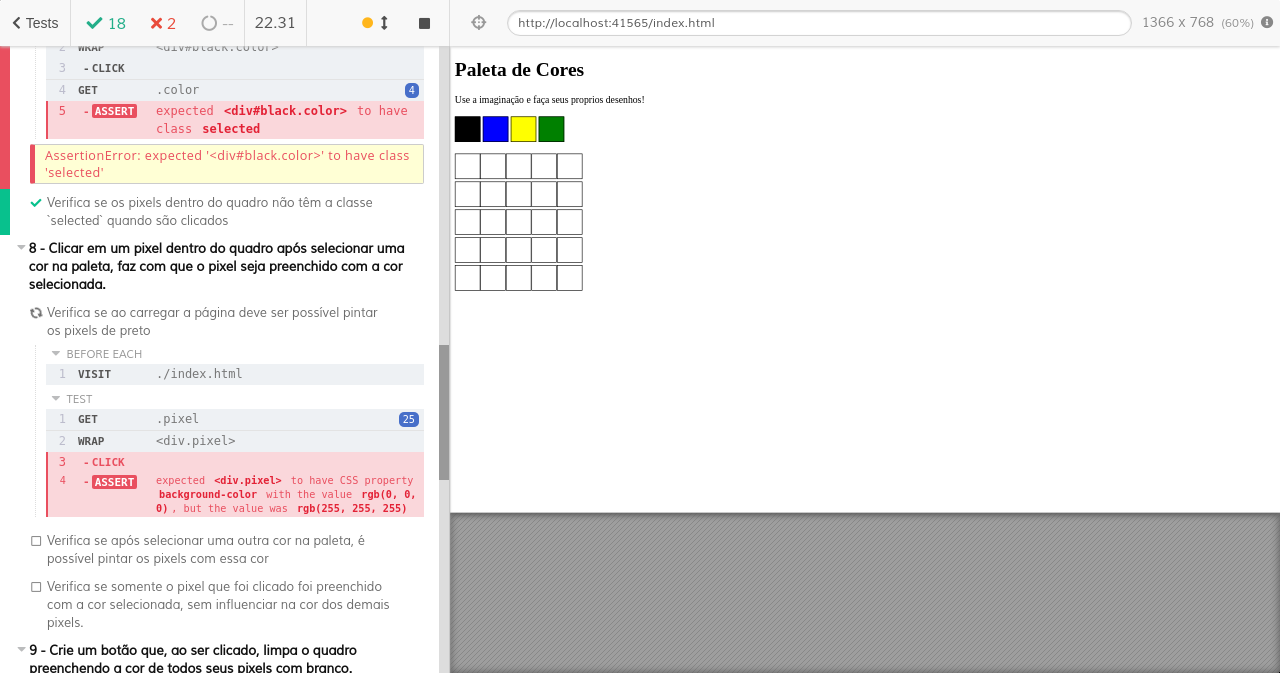 Tests 18 2 -- 22.31 http://localhost:41565/index.html 1366 x 768 (60%)
2 WRAP <div#black.color>
3 - CLICK
4 GET .color 4
5 - ASSERT expected <div#black.color> to have
class selected
AssertionError: expected '<div#black.color>' to have class
'selected'
Verifica se os pixels dentro do quadro não têm a classe
`selected` quando são clicados
8 - Clicar em um pixel dentro do quadro após selecionar uma
cor na paleta, faz com que o pixel seja preenchido com a cor
selecionada.
Verifica se ao carregar a página deve ser possível pintar
os pixels de preto
BEFORE EACH
1 VISIT ./index.html
TEST
1 GET .pixel 25
2 WRAP <div.pixel>
3 - CLICK
4 - ASSERT expected <div.pixel> to have CSS property
background-color with the value rgb(0, 0,
0) , but the value was rgb(255, 255, 255)
Verifica se após selecionar uma outra cor na paleta, é
possível pintar os pixels com essa cor
Verifica se somente o pixel que foi clicado foi preenchido
com a cor selecionada, sem influenciar na cor dos demais
pixels.
9 - Crie um botão que, ao ser clicado, limpa o quadro
preenchendo a cor de todos seus pixels com branco.
Paleta de Cores
Use a imaginação e faça seus proprios desenhos!